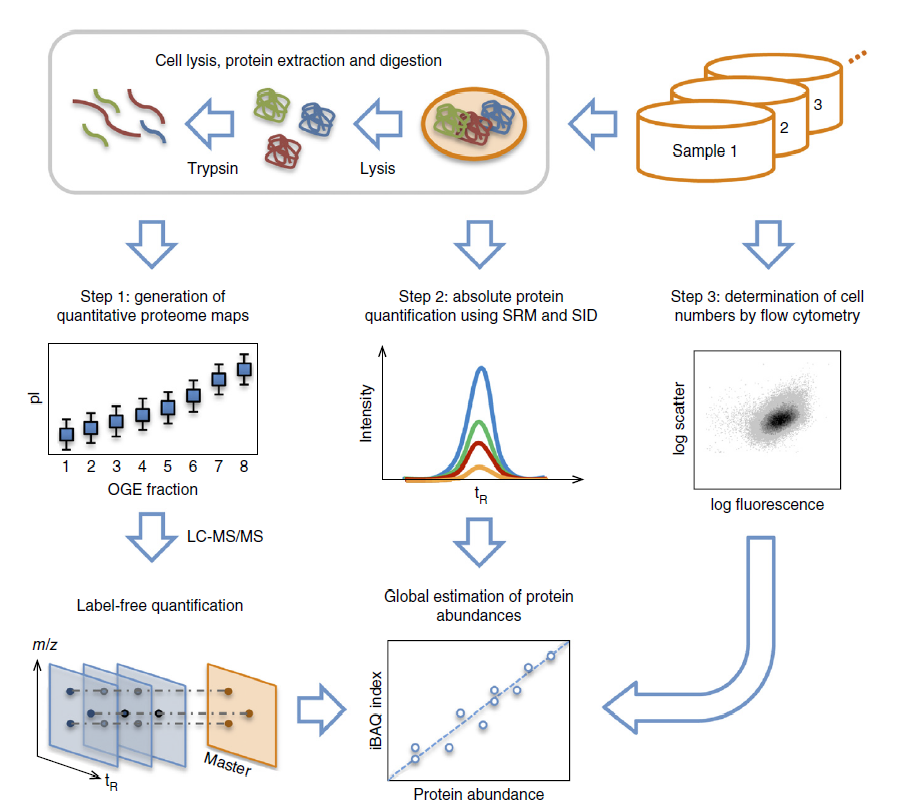 Cell lysis, protein extraction and digestion
Trypsin
Lysis
Sample 1
2
3
Step 1: generation of
quantitative proteome maps
pI
1 2 3 4 5 6 7 8
OGE fraction
LC-MS/MS
Step 2: absolute protein
quantification using SRM and SID
Intensity
tR
Step 3: determination of cell
numbers by flow cytometry
log scatter
log fluorescence
Label-free quantification
m/z
tR
Master
Global estimation of protein
abundances
iBAQ index
Protein abundance